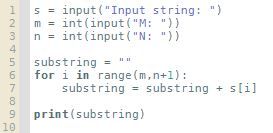 1 s = input("Input string: ")
2 m = int(input("M: "))
3 n = int(input("N: "))
4
5 substring = ""
6 for i in range(m,n+1):
7     substring = substring + s[i]
8
9 print(substring)
10